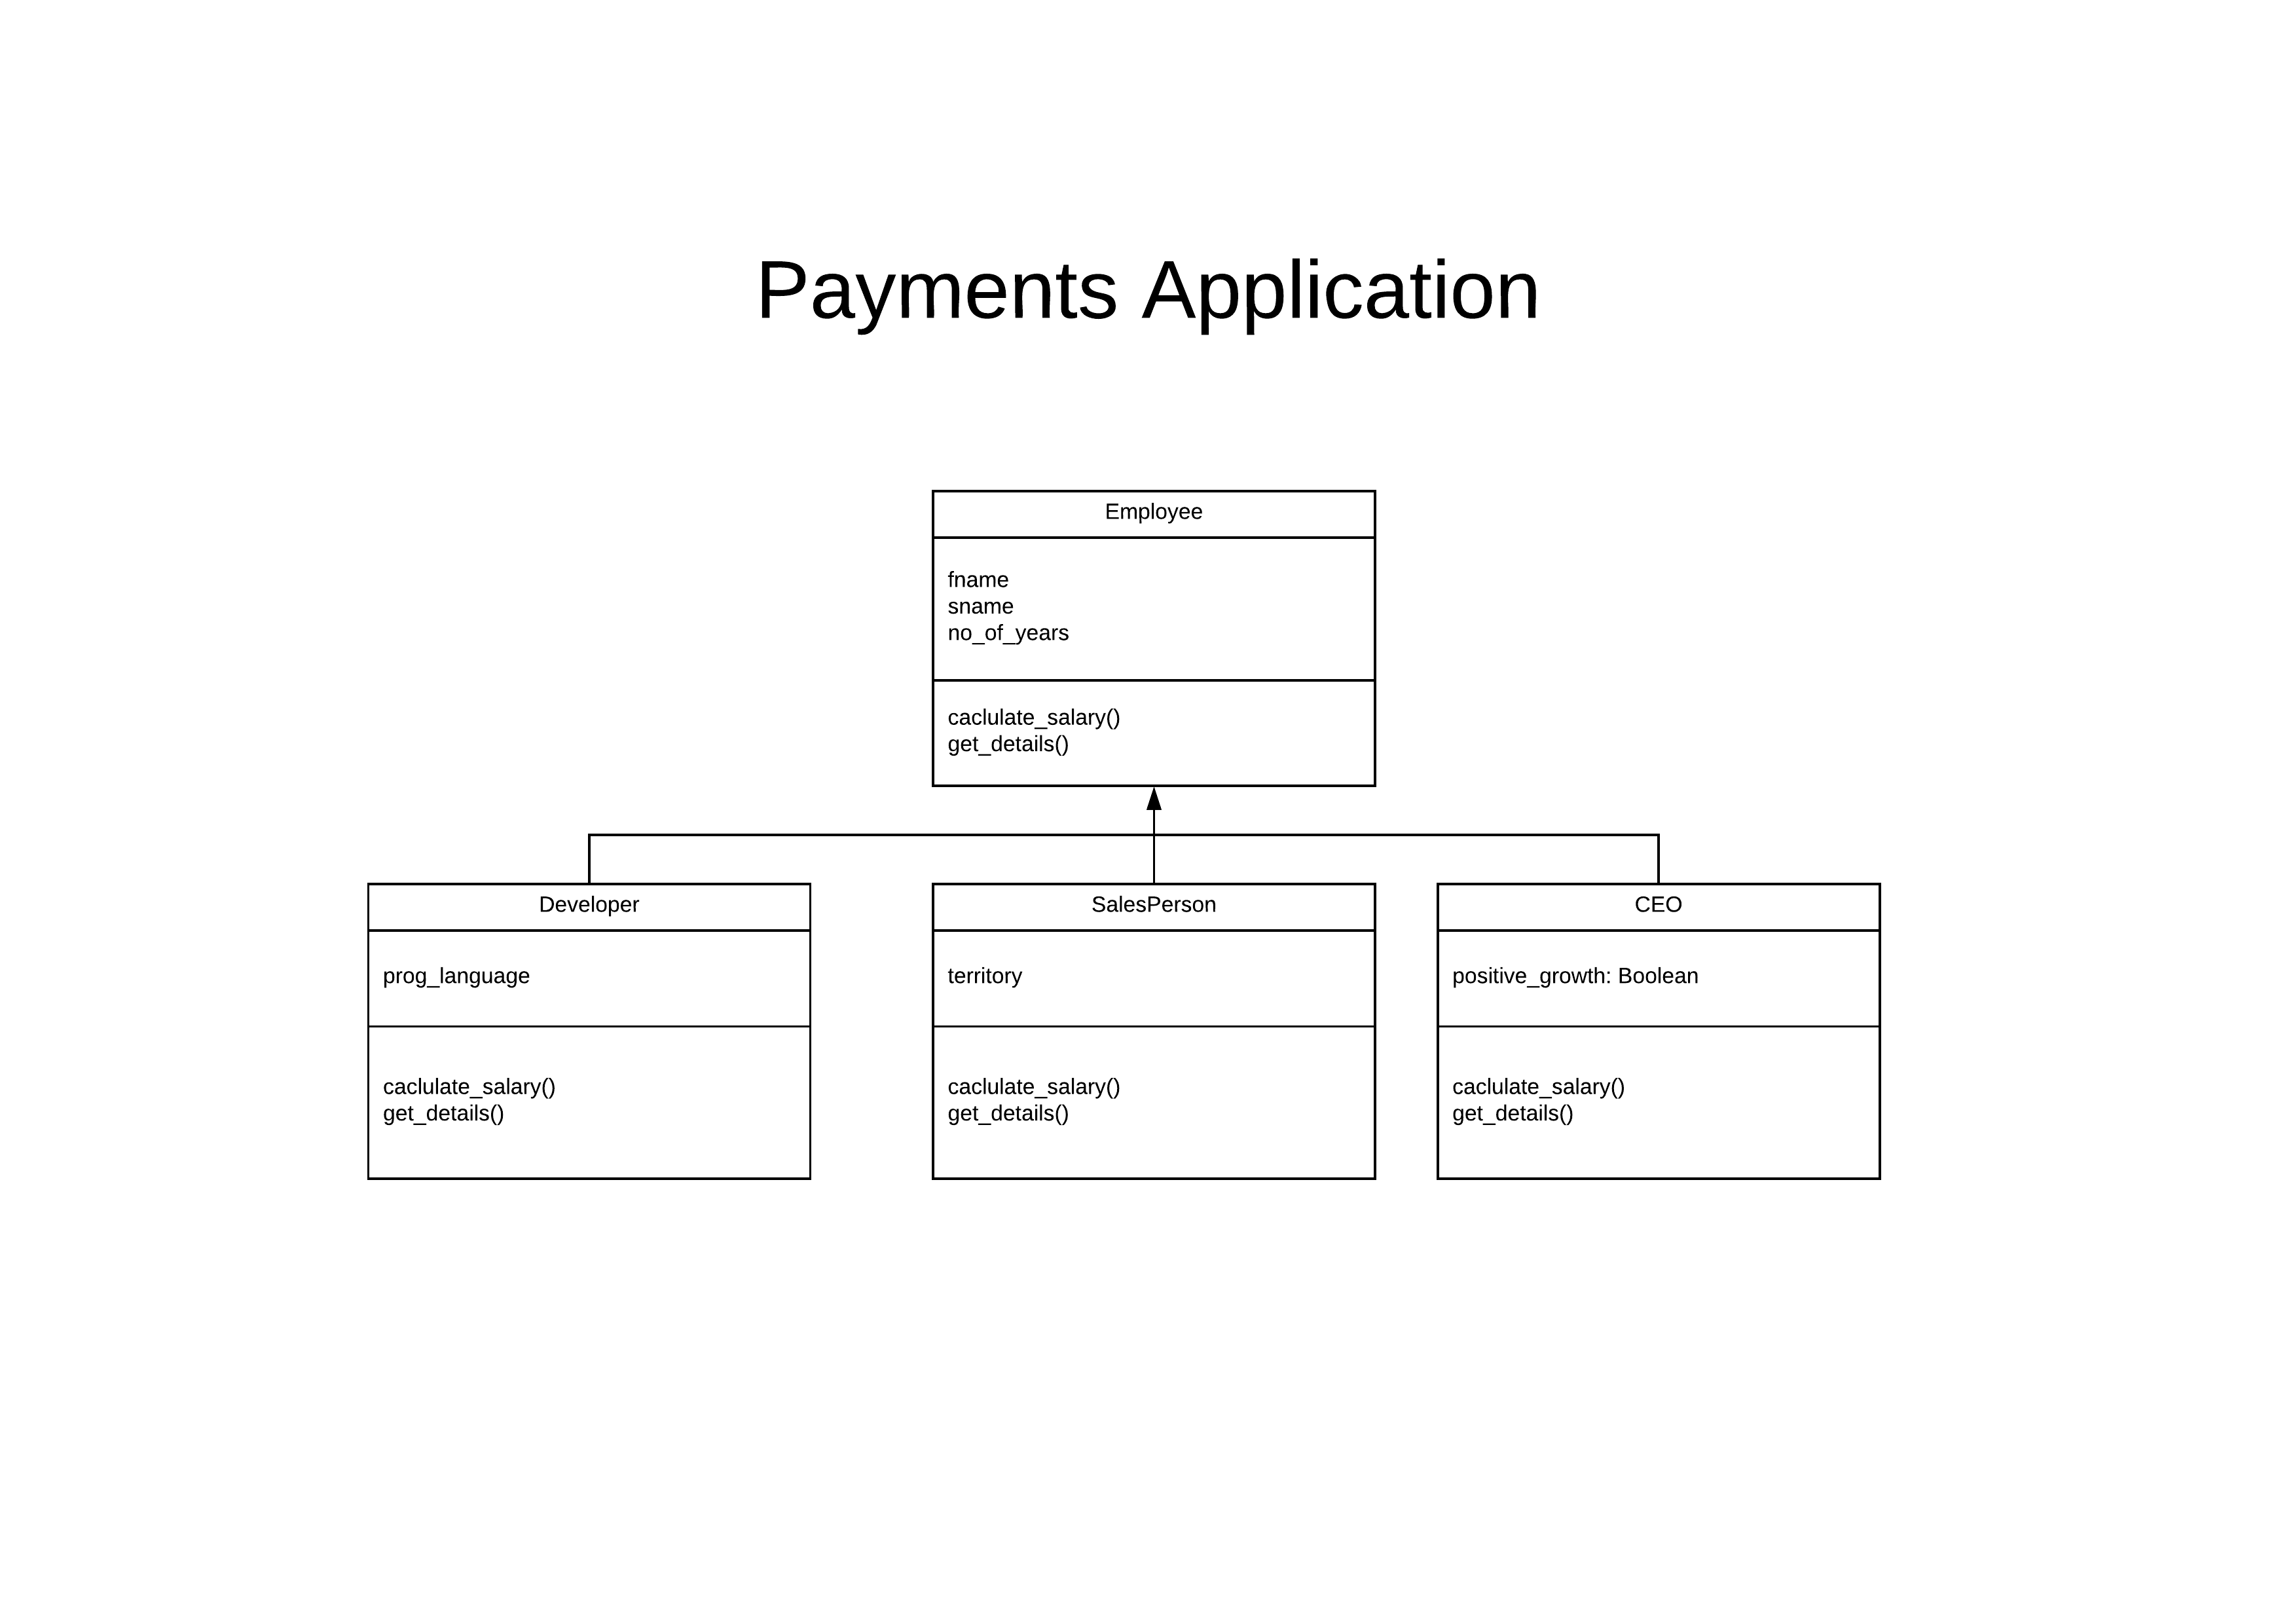 Payments Application
Employee
fname
sname
no_of_years
caclulate_salary()
get_details()
Developer
prog_language
caclulate_salary()
get_details()
SalesPerson
territory
caclulate_salary()
get_details()
CEO
positive_growth: Boolean
caclulate_salary()
get_details()